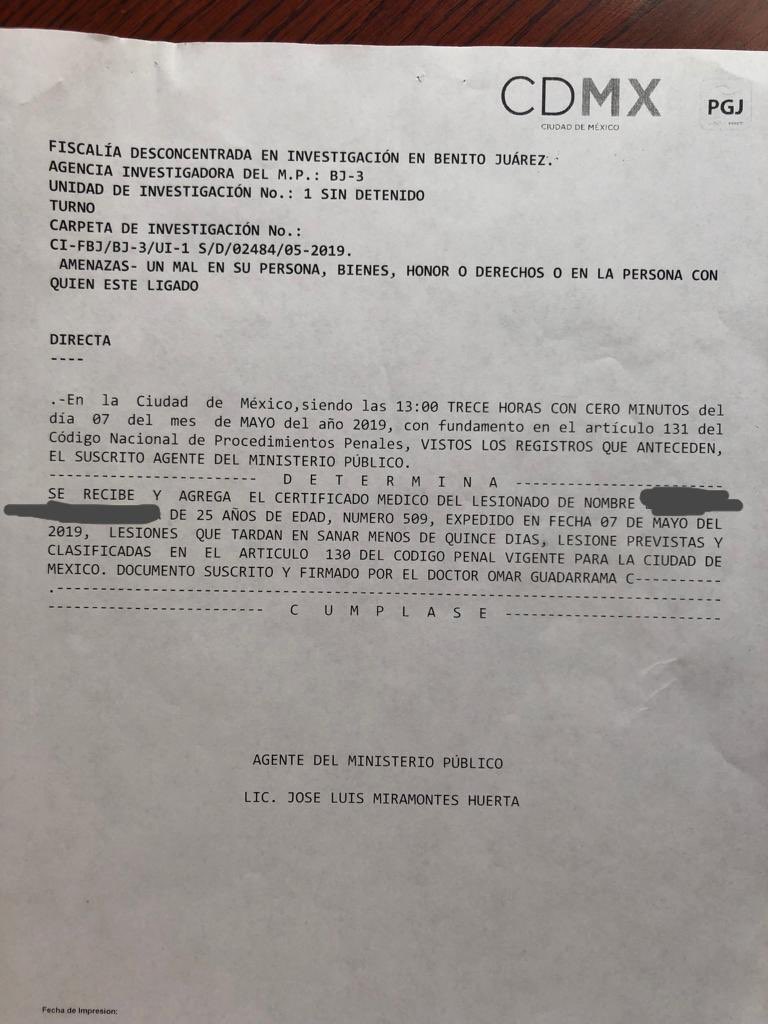 CDMX
CIUDAD DE MÉXICO
PGJ
FISCALÍA DESCONCENTRADA EN INVESTIGACIÓN EN BENITO JUÁREZ.
AGENCIA INVESTIGADORA DEL M.P.: BJ-3
UNIDAD DE INVESTIGACIÓN No.: 1 SIN DETENIDO
TURNO
CARPETA DE INVESTIGACIÓN No.:
CI-FBJ/BJ-3/UI-1 S/D/02484/05-2019.
AMENAZAS- UN MAL EN SU PERSONA, BIENES, HONOR O DERECHOS O EN LA PERSONA CON
QUIEN ESTE LIGADO
DIRECTA
----
.-En la Ciudad de México,siendo las 13:00 TRECE HORAS CON CERO MINUTOS del
día 07 del mes de MAYO del año 2019, con fundamento en el artículo 131 del
Código Nacional de Procedimientos Penales, VISTOS LOS REGISTROS QUE ANTECEDEN,
EL SUSCRITO AGENTE DEL MINISTERIO PÚBLICO.
-------------------------- D E T E R M I N A --------------------------
SE RECIBE Y AGREGA EL CERTIFICADO MEDICO DEL LESIONADO DE NOMBRE
DE 25 AÑOS DE EDAD, NUMERO 509, EXPEDIDO EN FECHA 07 DE MAYO DEL
2019, LESIONES QUE TARDAN EN SANAR MENOS DE QUINCE DIAS, LESIONE PREVISTAS Y
CLASIFICADAS EN EL ARTICULO 130 DEL CODIGO PENAL VIGENTE PARA LA CIUDAD DE
MEXICO. DOCUMENTO SUSCRITO Y FIRMADO POR EL DOCTOR OMAR GUADARRAMA C----------
.-----------------------------------------------------------------------------
-------------------------- C U M P L A S E --------------------------
AGENTE DEL MINISTERIO PÚBLICO
LIC. JOSE LUIS MIRAMONTES HUERTA
Fecha de Impresion: